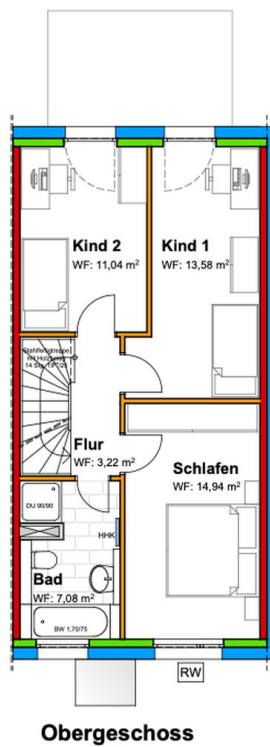 Kind 2
WF: 11,04 m²
Kind 1
WF: 13,58 m²
Flur
WF: 3,22 m²
Schlafen
WF: 14,94 m²
DU 90/90
HHK
Bad
WF: 7,08 m²
BW 1,70/75
RW
Obergeschoss